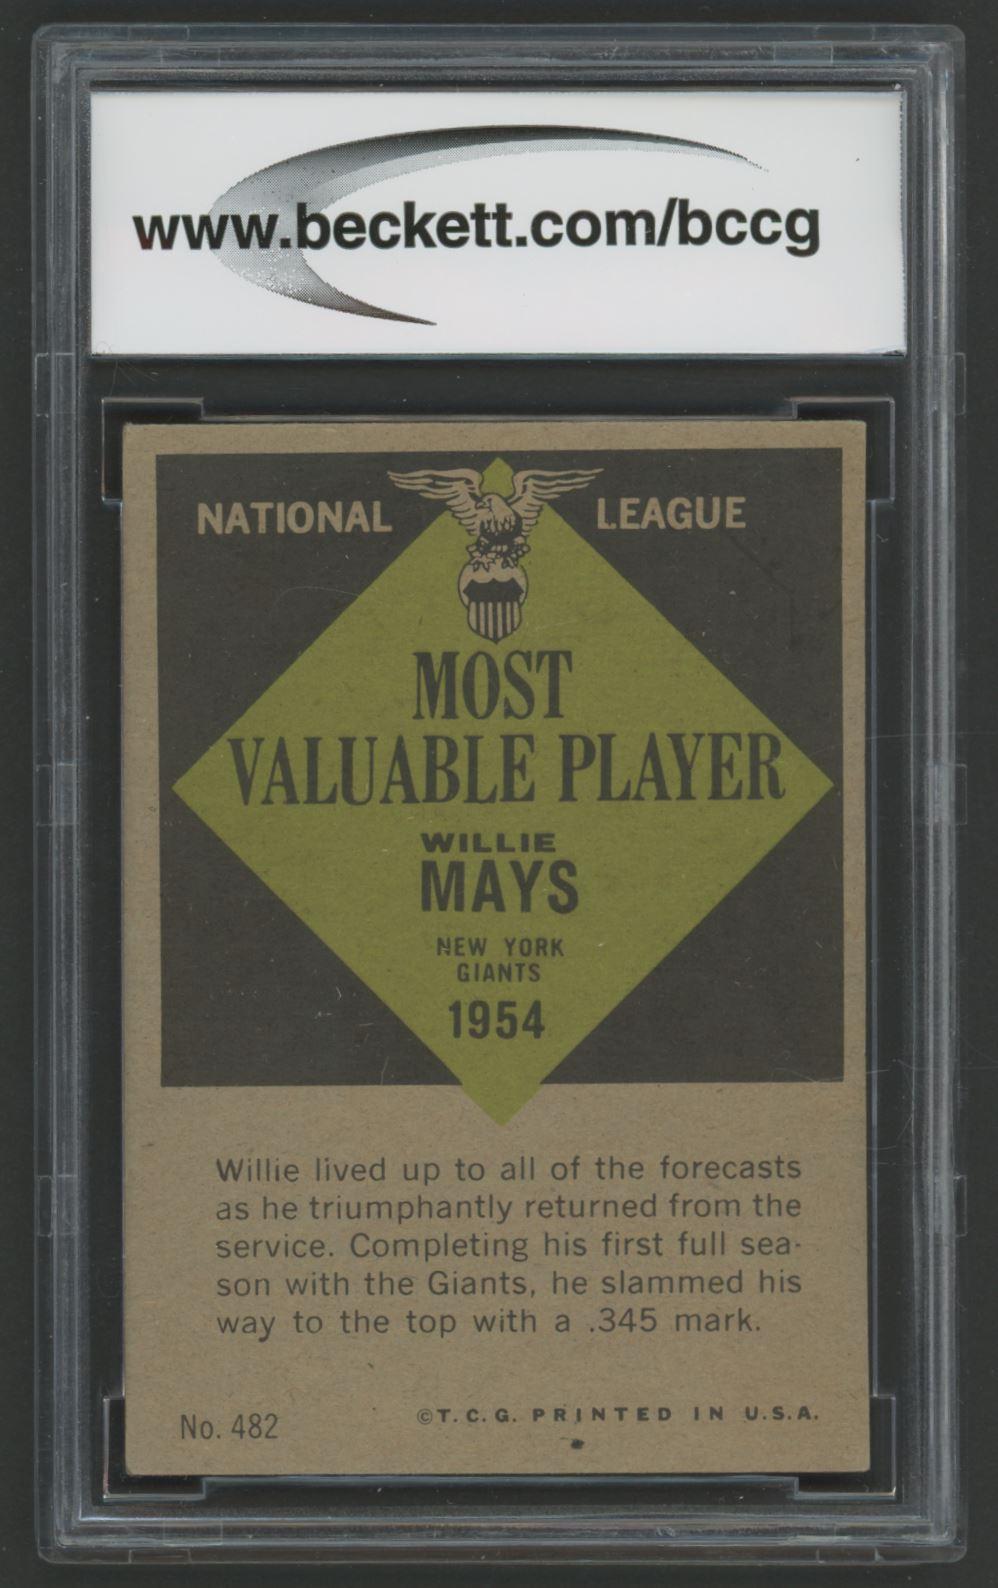 www.beckett.com/bccg
NATIONAL LEAGUE
MOST
VALUABLE PLAYER
WILLIE
MAYS
NEW YORK
GIANTS
1954
Willie lived up to all of the forecasts
as he triumphantly returned from the
service. Completing his first full sea-
son with the Giants, he slammed his
way to the top with a .345 mark.
No. 482
©T.C.G. PRINTED IN U.S.A.